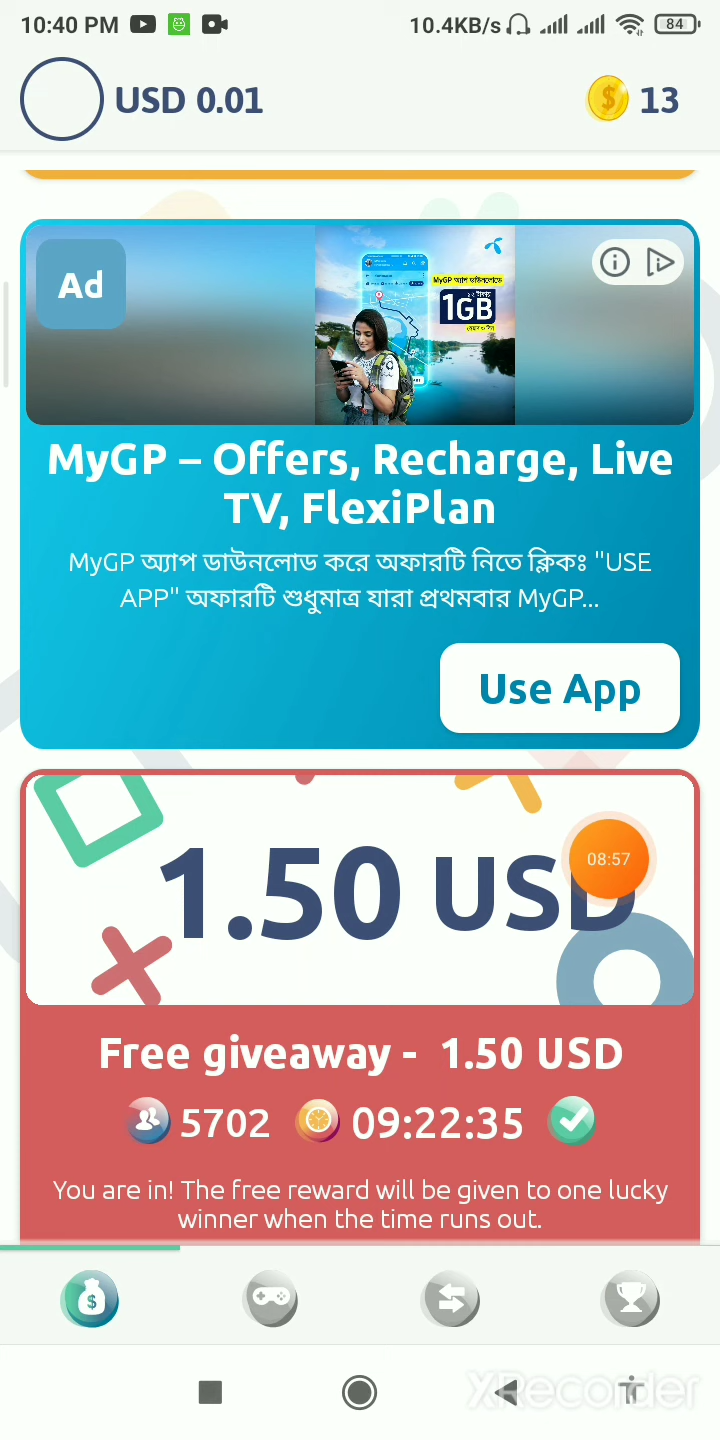 10:40 PM
10.4KB/s
84
USD 0.01
$ 13
Ad
MyGP অ্যাপ ডাউনলোডে
1GB
MyGP – Offers, Recharge, Live
TV, FlexiPlan
MyGP অ্যাপ ডাউনলোড করে অফারটি নিতে ক্লিকঃ "USE
APP" অফারটি শুধুমাত্র যারা প্রথমবার MyGP...
Use App
1.50 USD
08:57
Free giveaway - 1.50 USD
5702 09:22:35
You are in! The free reward will be given to one lucky
winner when the time runs out.
$
XRecorder